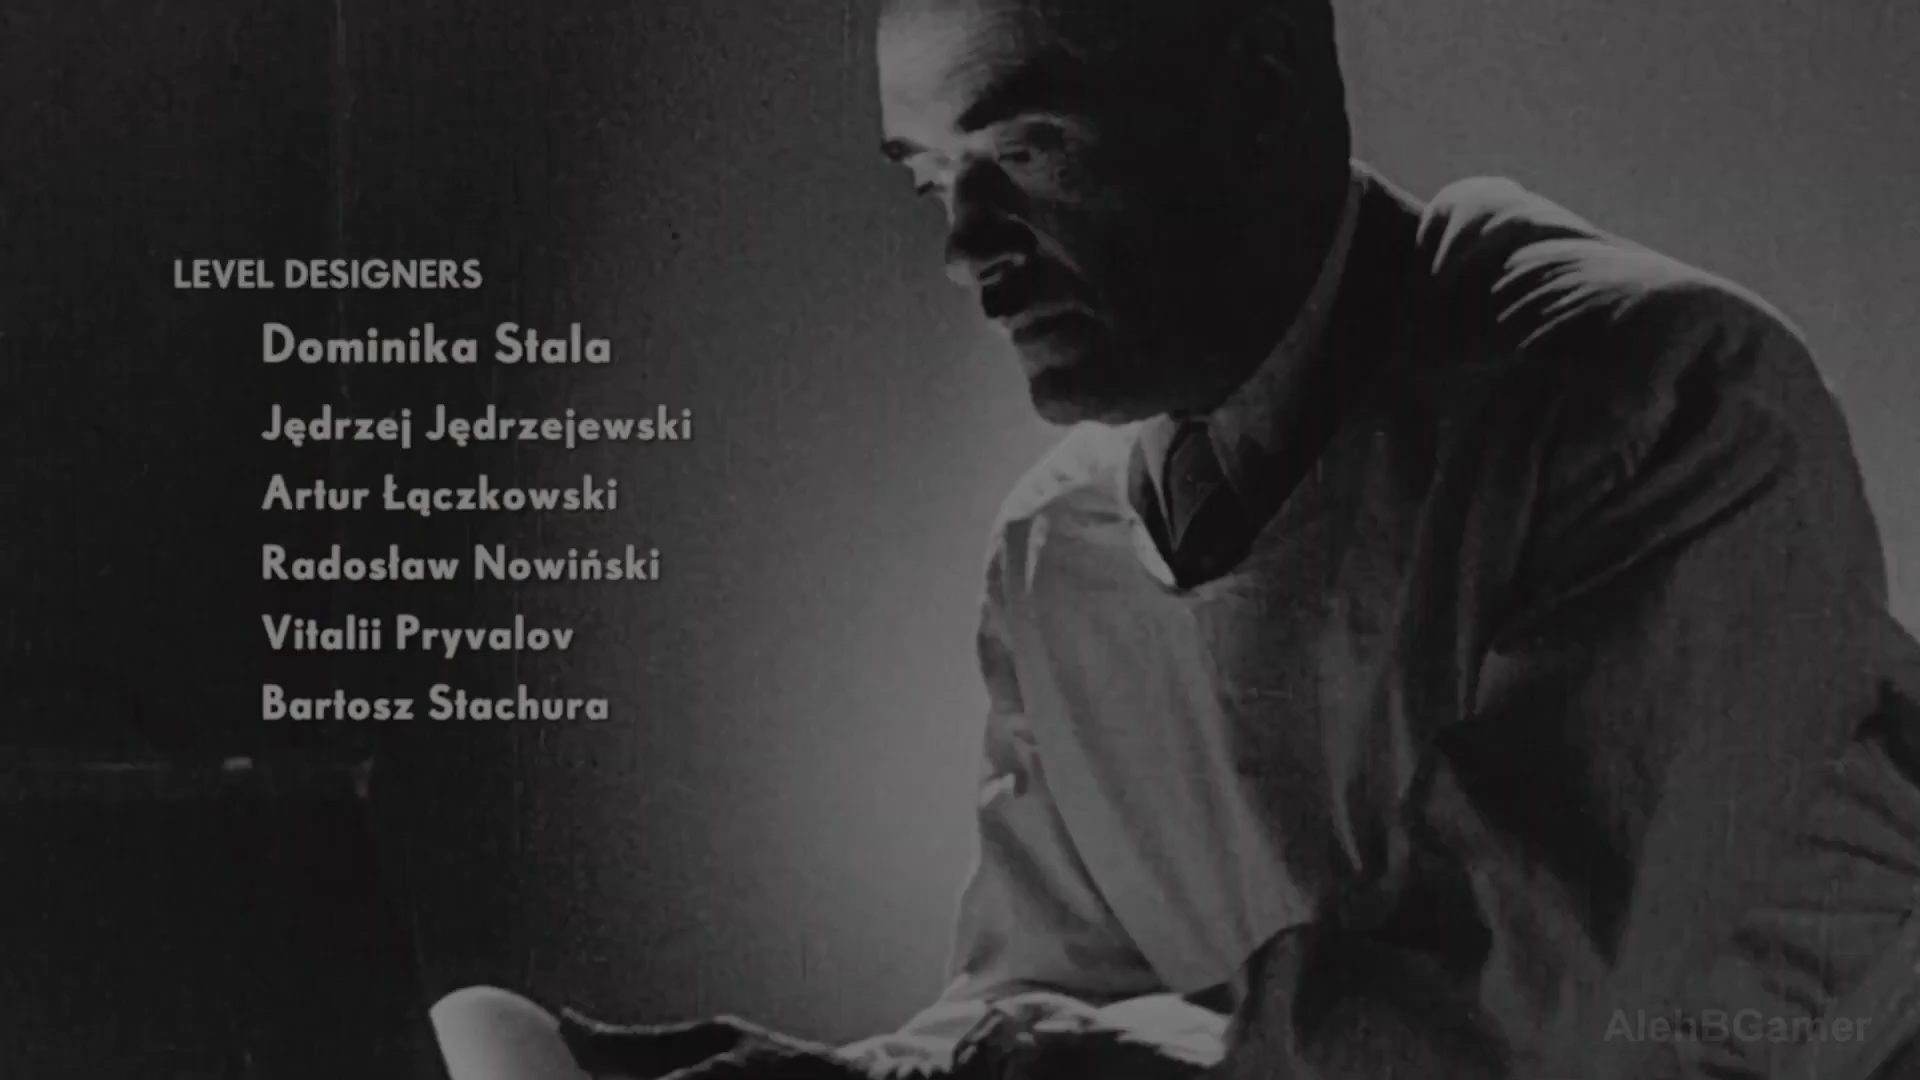 LEVEL DESIGNERS
Dominika Stala
Jędrzej Jędrzejewski
Artur Łączkowski
Radosław Nowiński
Vitalii Pryvalov
Bartosz Stachura
AlehBGamer